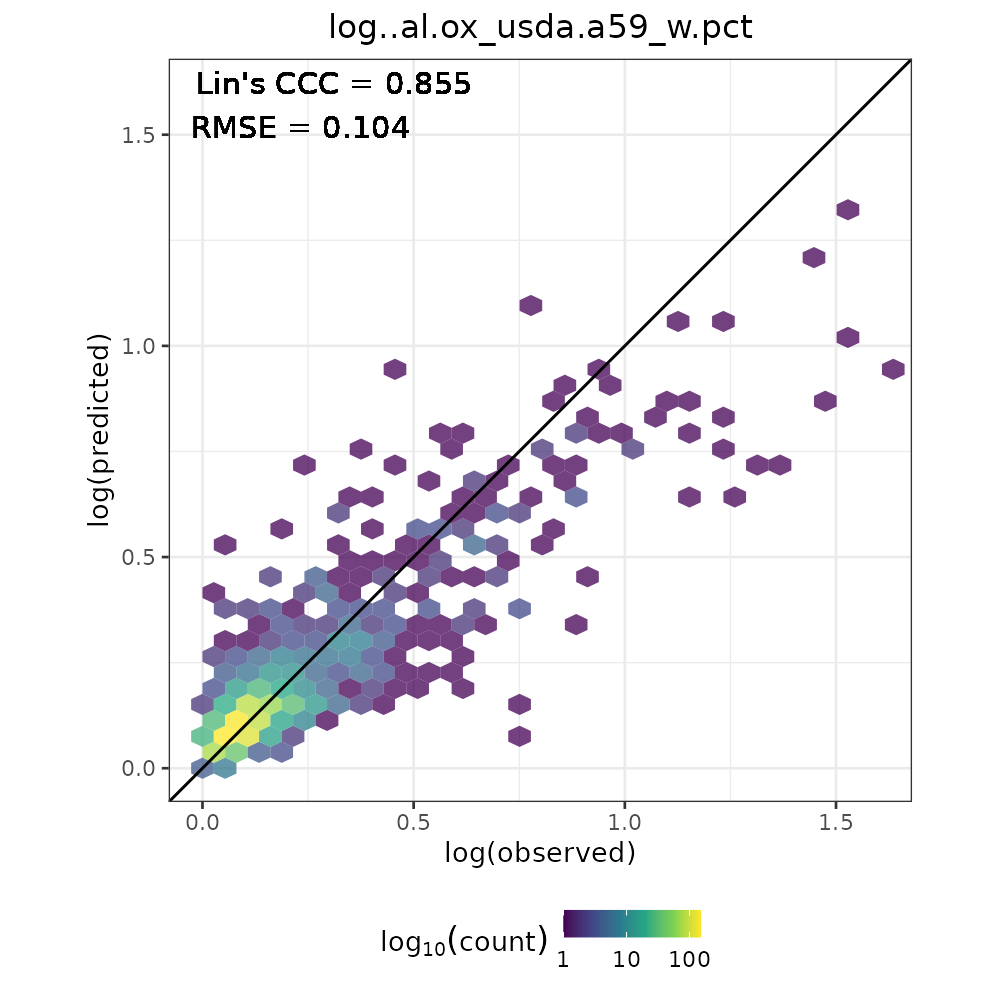 log..al.ox_usda.a59_w.pct
Lin's CCC = 0.855
RMSE = 0.104
1.5
1.0
0.5
0.0
log(predicted)
0.0 0.5 1.0 1.5
log(observed)
log₁₀(count)
1 10 100